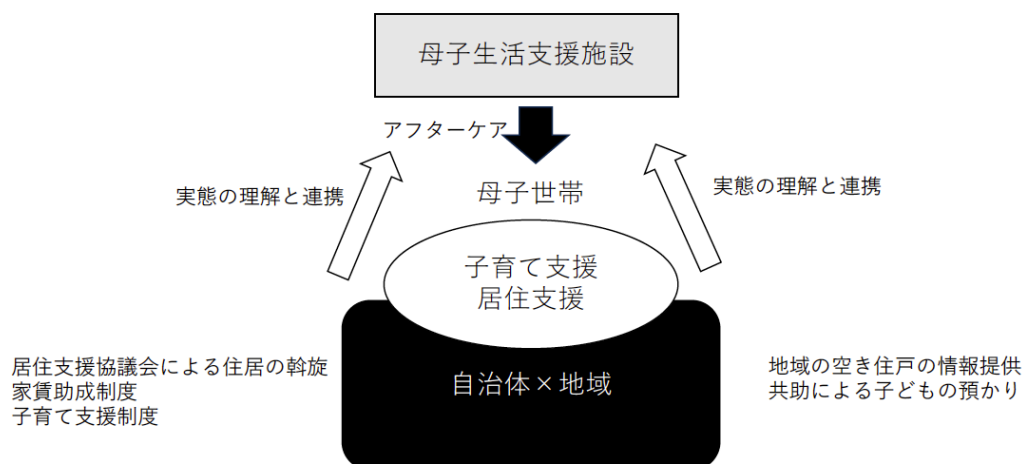 母子生活支援施設
アフターケア
実態の理解と連携
母子世帯
実態の理解と連携
子育て支援
居住支援
居住支援協議会による住居の斡旋
家賃助成制度
子育て支援制度
自治体×地域
地域の空き住戸の情報提供
共助による子どもの預かり